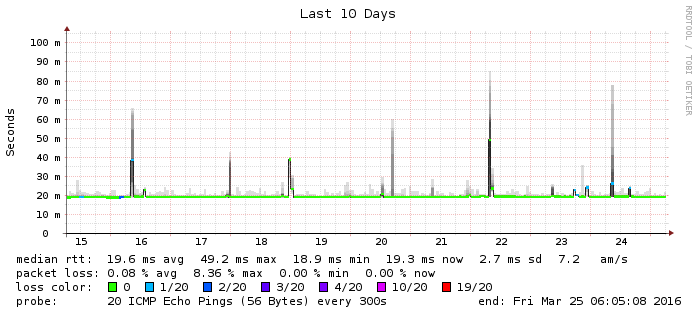 Last 10 Days
RRDTOOL / TOBI OETIKER
Seconds
100 m
90 m
80 m
70 m
60 m
50 m
40 m
30 m
20 m
10 m
0
15 16 17 18 19 20 21 22 23 24
median rtt: 19.6 ms avg 49.2 ms max 18.9 ms min 19.3 ms now 2.7 ms sd 7.2 am/s
packet loss: 0.08 % avg 8.36 % max 0.00 % min 0.00 % now
loss color: 0 1/20 2/20 3/20 4/20 10/20 19/20
probe: 20 ICMP Echo Pings (56 Bytes) every 300s end: Fri Mar 25 06:05:08 2016